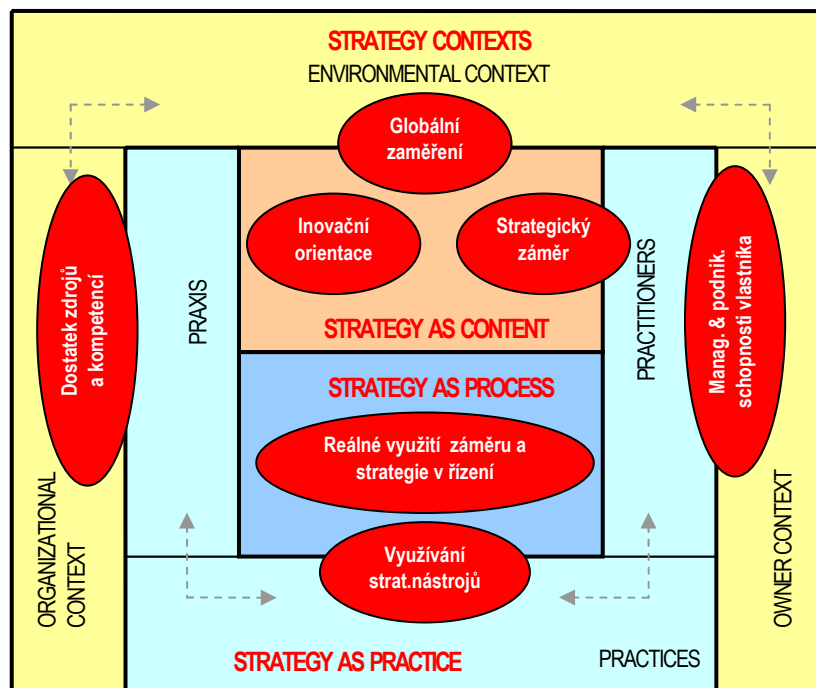 STRATEGY CONTEXTS
ENVIRONMENTAL CONTEXT
Globální
zaměření
Inovační
orientace
Strategický
záměr
Dostatek zdrojů
a kompetencí
PRAXIS
PRACTITIONERS
Manag. & podnik.
schopnosti vlastníka
STRATEGY AS CONTENT
STRATEGY AS PROCESS
Reálné využití záměru a
strategie v řízení
ORGANIZATIONAL
CONTEXT
OWNER CONTEXT
Využívání
strat.nástrojů
STRATEGY AS PRACTICE
PRACTICES